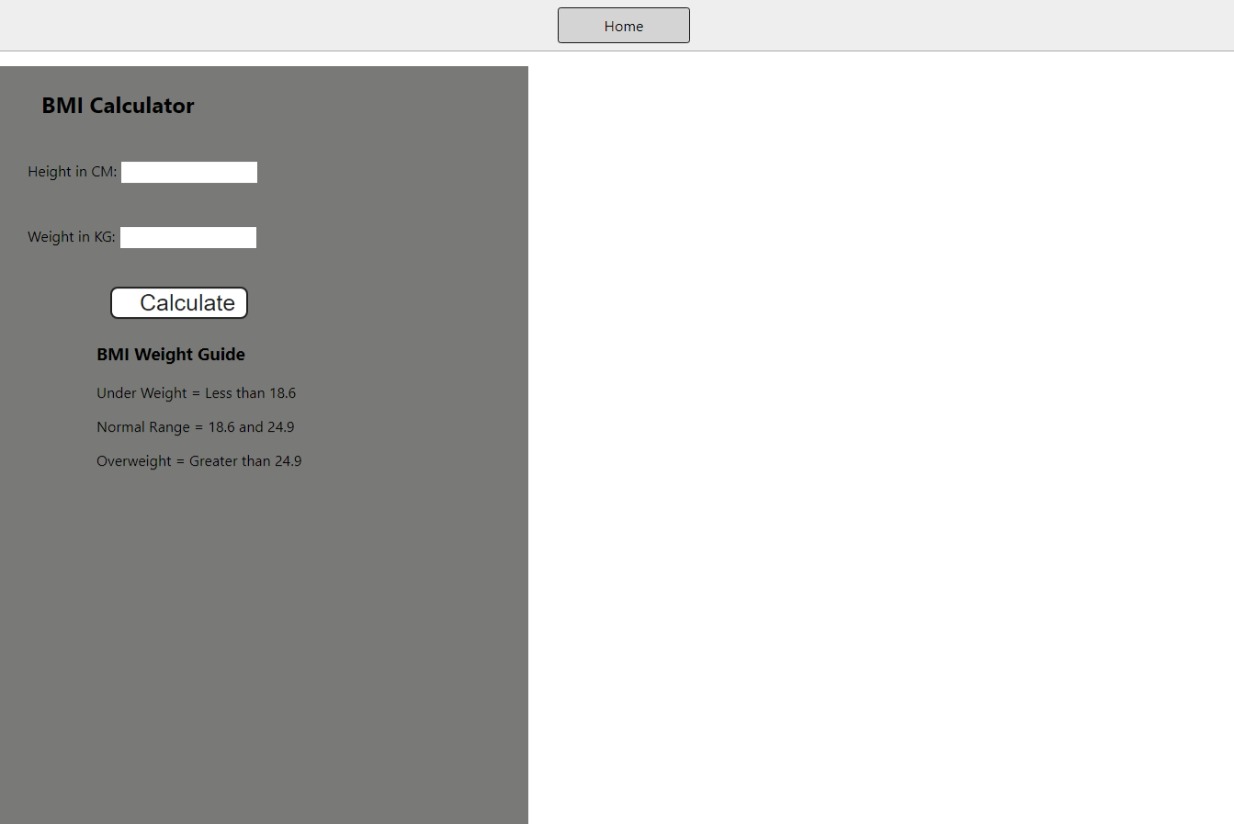 Home
BMI Calculator
Height in CM:
Weight in KG:
Calculate
BMI Weight Guide
Under Weight = Less than 18.6
Normal Range = 18.6 and 24.9
Overweight = Greater than 24.9